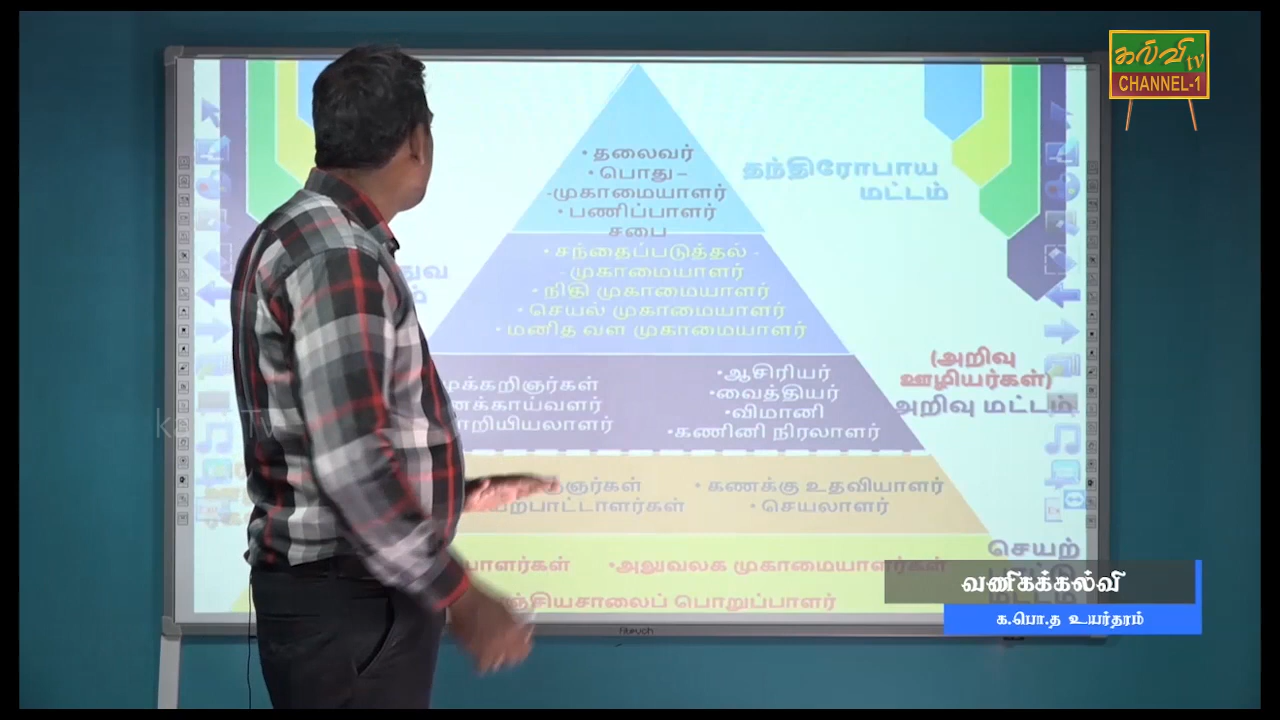 கல்வி tv
CHANNEL-1
• தலைவர்
• பொது –
-முகாமையாளர்
• பணிப்பாளர்
சபை
தந்திரோபாய
மட்டம்
• சந்தைப்படுத்தல் -
- முகாமையாளர்
• நிதி முகாமையாளர்
• செயல் முகாமையாளர்
• மனித வள முகாமையாளர்
•ஆசிரியர்
•வைத்தியர்
•விமானி
•கணினி நிரலாளர்
(அறிவு
ஊழியர்கள்)
அறிவு மட்டம்
• கணக்கு உதவியாளர்
• செயலாளர்
•அலுவலக முகாமையாளர்கள்
பொறுப்பாளர்
செயற்
வணிகக்கல்வி
க.பொ.த உயர்தரம்